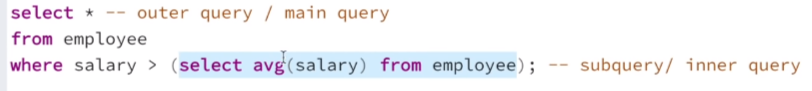 select * -- outer query / main query
from employee
where salary > (select avg(salary) from employee); -- subquery/ inner query